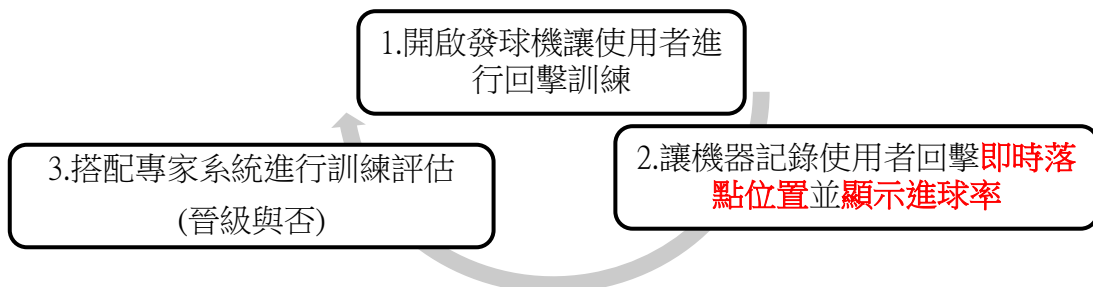 1.開啟發球機讓使用者進
行回擊訓練
2.讓機器記錄使用者回擊即時落
點位置並顯示進球率
3.搭配專家系統進行訓練評估
(晉級與否)